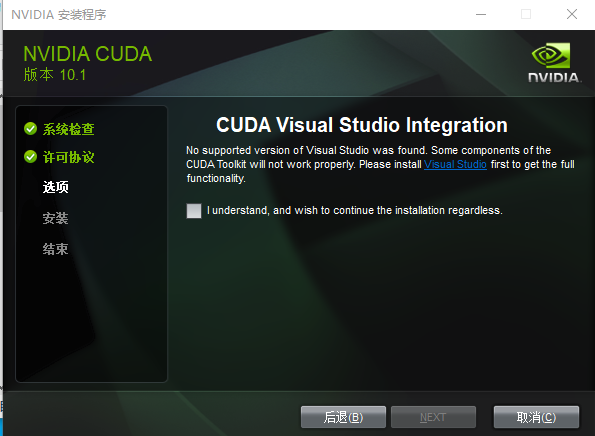 NVIDIA 安装程序
NVIDIA CUDA
版本 10.1
NVIDIA.
系统检查
许可协议
选项
安装
结束
CUDA Visual Studio Integration
No supported version of Visual Studio was found. Some components of the
CUDA Toolkit will not work properly. Please install Visual Studio first to get the full
functionality.
I understand, and wish to continue the installation regardless.
后退(B)
NEXT
取消(C)